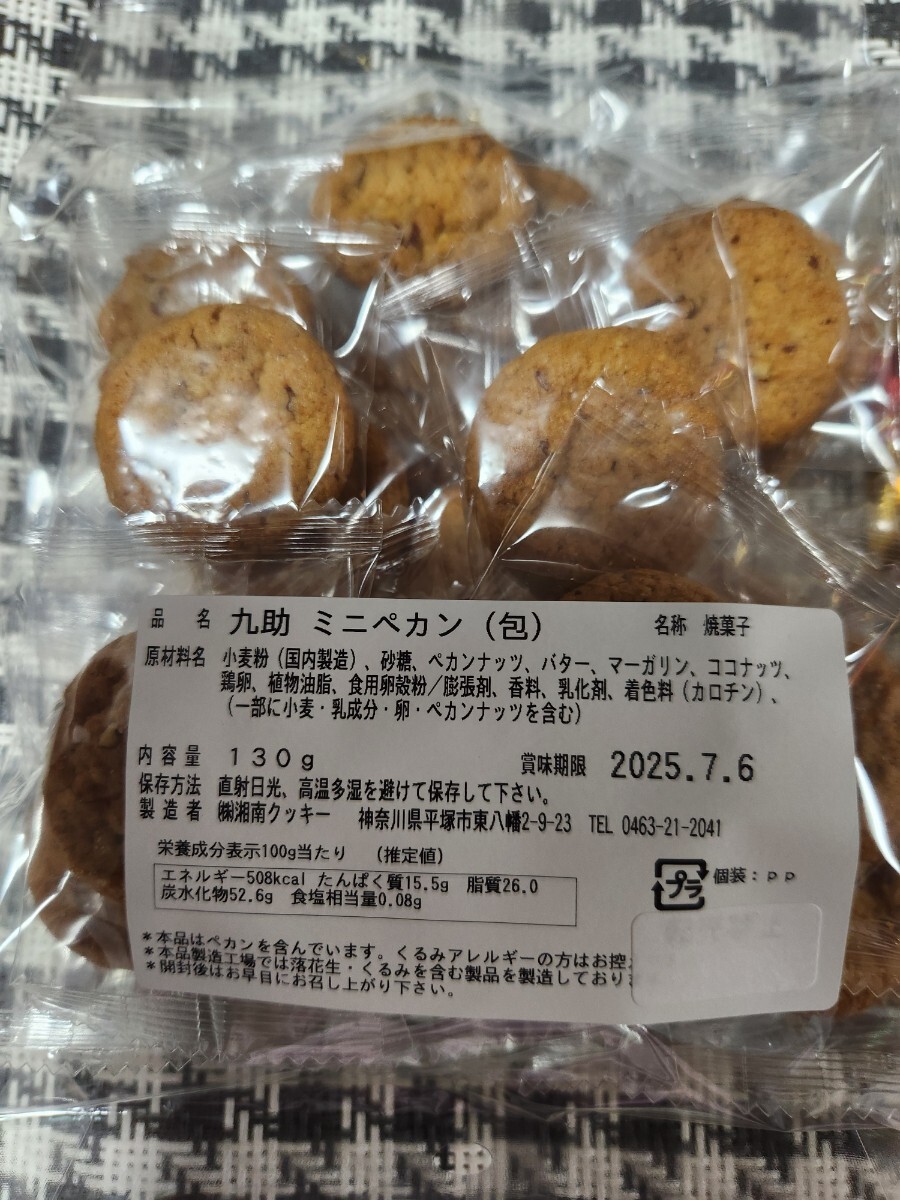 品 名 九助 ミニペカン（包） 名称 焼菓子
原材料名 小麦粉（国内製造）、砂糖、ペカンナッツ、バター、マーガリン、ココナッツ、
鶏卵、植物油脂、食用卵殻粉／膨張剤、香料、乳化剤、着色料（カロチン）、
（一部に小麦・乳成分・卵・ペカンナッツを含む）
内容量 １３０ｇ 賞味期限 2025.7.6
保存方法 直射日光、高温多湿を避けて保存して下さい。
製造者 ㈱湘南クッキー 神奈川県平塚市東八幡2-9-23 TEL 0463-21-2041
栄養成分表示100g当たり （推定値）
エネルギー508kcal たんぱく質15.5g 脂質26.0
炭水化物52.6g 食塩相当量0.08g
プラ 個装：ＰＰ
＊本品はペカンを含んでいます。くるみアレルギーの方はお控
＊本品製造工場では落花生・くるみを含む製品を製造しており
＊開封後はお早目にお召し上がり下さい。